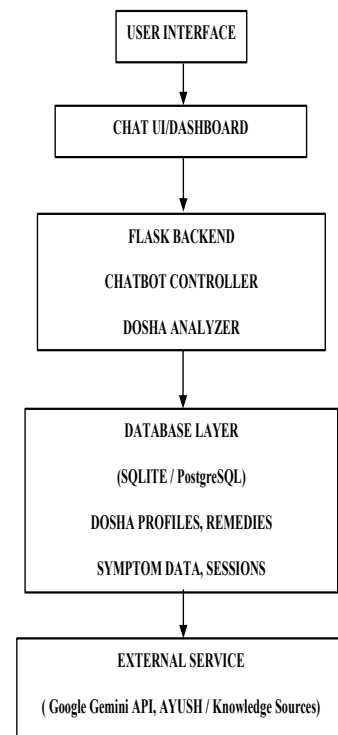 USER INTERFACE
CHAT UI/DASHBOARD
FLASK BACKEND
CHATBOT CONTROLLER
DOSHA ANALYZER
DATABASE LAYER
(SQLITE / PostgreSQL)
DOSHA PROFILES, REMEDIES
SYMPTOM DATA, SESSIONS
EXTERNAL SERVICE
( Google Gemini API, AYUSH / Knowledge Sources)